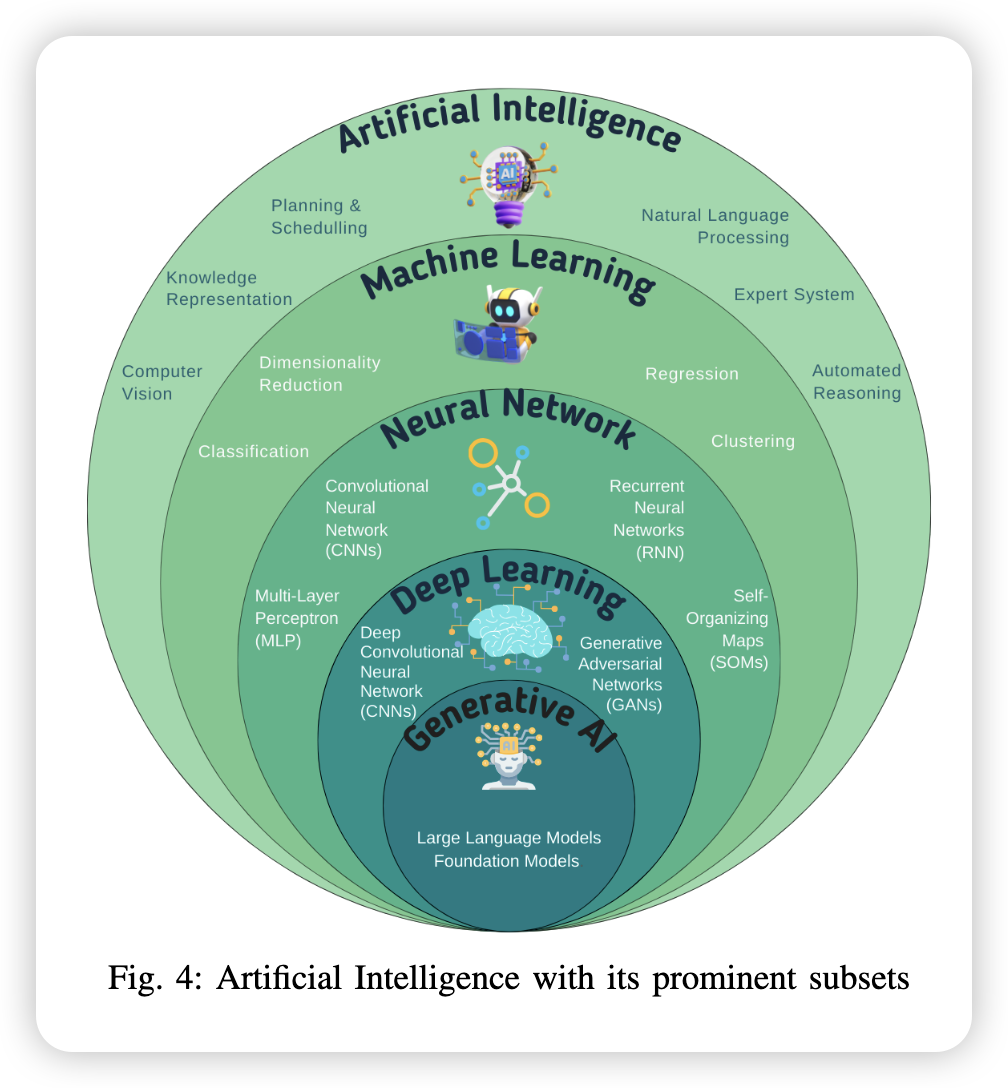 Artificial Intelligence
AI
Planning &
Schedulling
Natural Language
Processing
Knowledge
Representation
Expert System
Computer
Vision
Automated
Reasoning
Machine Learning
Dimensionality
Reduction
Regression
Classification
Clustering
Neural Network
Convolutional
Neural
Network
(CNNs)
Recurrent
Neural
Networks
(RNN)
Multi-Layer
Perceptron
(MLP)
Self-
Organizing
Maps
(SOMs)
Deep Learning
Deep
Convolutional
Neural
Network
(CNNs)
Generative
Adversarial
Networks
(GANs)
Generative AI
AI
Large Language Models
Foundation Models
Fig. 4: Artificial Intelligence with its prominent subsets